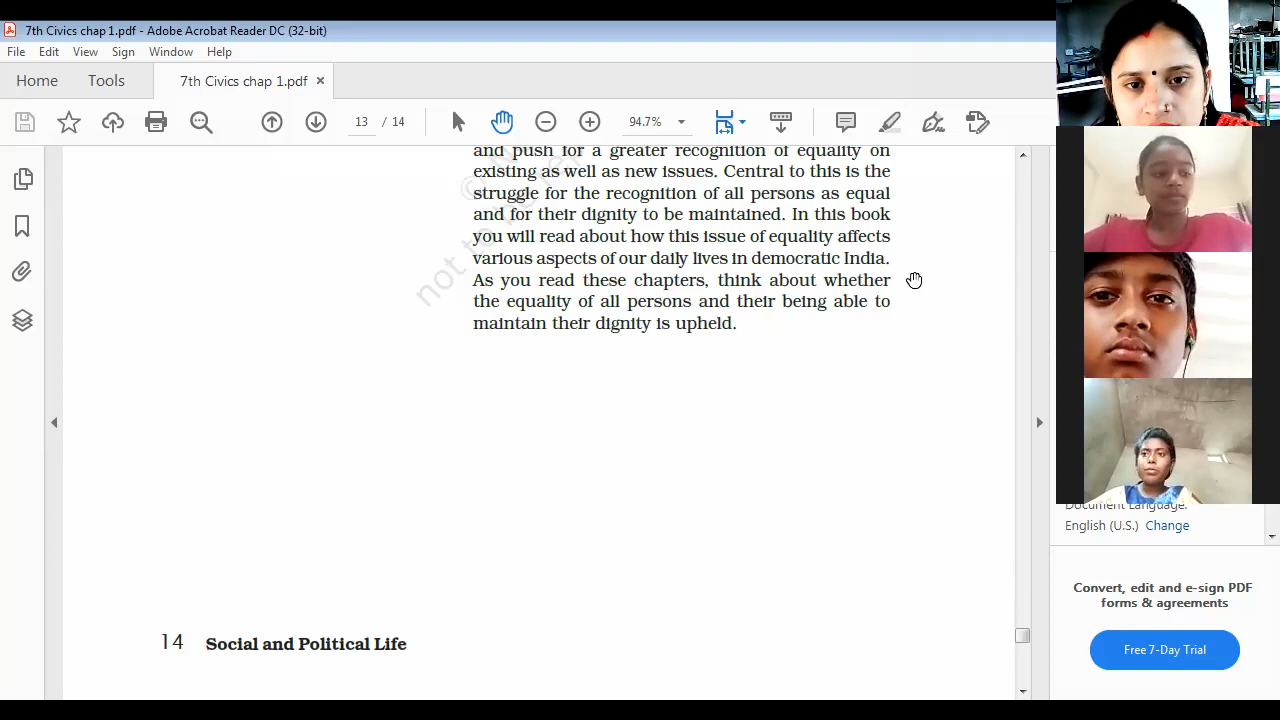 7th Civics chap 1.pdf - Adobe Acrobat Reader DC (32-bit)
File Edit View Sign Window Help
Home Tools 7th Civics chap 1.pdf ×
13 / 14 94.7%
and push for a greater recognition of equality on
existing as well as new issues. Central to this is the
struggle for the recognition of all persons as equal
and for their dignity to be maintained. In this book
you will read about how this issue of equality affects
various aspects of our daily lives in democratic India.
As you read these chapters, think about whether
the equality of all persons and their being able to
maintain their dignity is upheld.
not to
14 Social and Political Life
Document Language:
English (U.S.) Change
Convert, edit and e-sign PDF
forms & agreements
Free 7-Day Trial